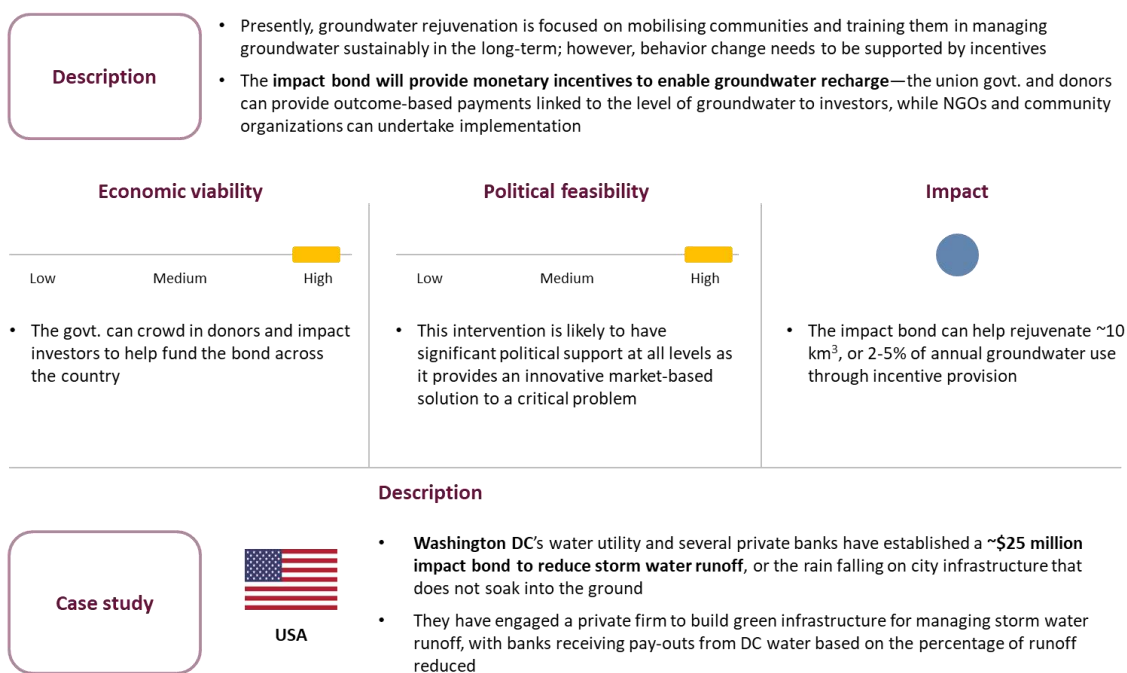 Description
• Presently, groundwater rejuvenation is focused on mobilising communities and training them in managing
groundwater sustainably in the long-term; however, behavior change needs to be supported by incentives
• The impact bond will provide monetary incentives to enable groundwater recharge—the union govt. and donors
can provide outcome-based payments linked to the level of groundwater to investors, while NGOs and community
organizations can undertake implementation
Economic viability
Low Medium High
• The govt. can crowd in donors and impact
investors to help fund the bond across
the country
Political feasibility
Low Medium High
• This intervention is likely to have
significant political support at all levels as
it provides an innovative market-based
solution to a critical problem
Impact
• The impact bond can help rejuvenate ~10
km³, or 2-5% of annual groundwater use
through incentive provision
Case study
USA
Description
• Washington DC's water utility and several private banks have established a ~$25 million
impact bond to reduce storm water runoff, or the rain falling on city infrastructure that
does not soak into the ground
• They have engaged a private firm to build green infrastructure for managing storm water
runoff, with banks receiving pay-outs from DC water based on the percentage of runoff
reduced